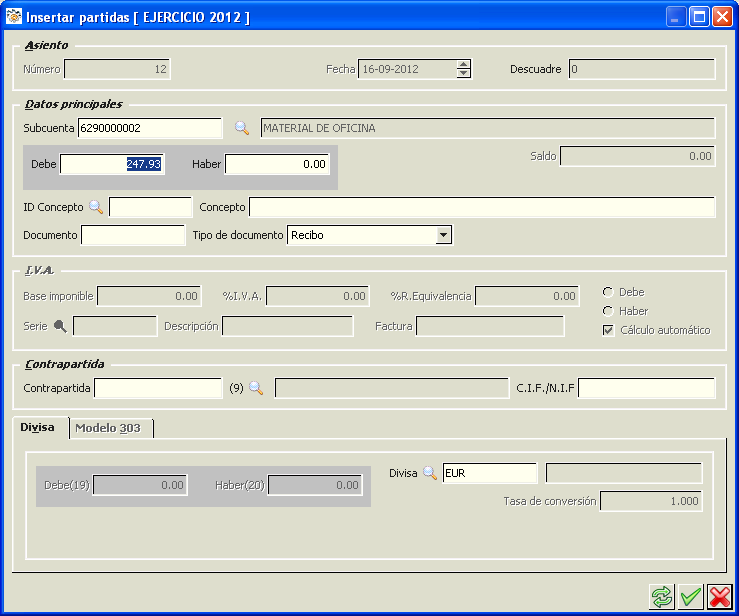 Insertar partidas [ EJERCICIO 2012 ]
Asiento
Número 12 Fecha 16-09-2012 Descuadre 0
Datos principales
Subcuenta 6290000002 MATERIAL DE OFICINA
Debe 247.93 Haber 0.00 Saldo 0.00
ID Concepto Concepto
Documento Tipo de documento Recibo
I.V.A.
Base imponible 0.00 %I.V.A. 0.00 %R.Equivalencia 0.00 Debe
Haber
Serie Descripción Factura Cálculo automático
Contrapartida
Contrapartida (9) C.I.F./N.I.F
Divisa Modelo 303
Debe(19) 0.00 Haber(20) 0.00 Divisa EUR
Tasa de conversión 1.000